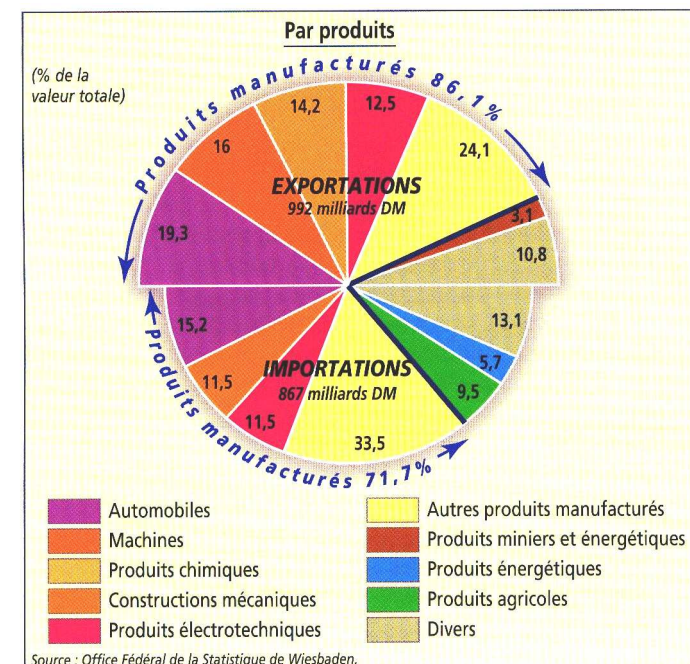 Par produits
(% de la
valeur totale)
Produits manufacturés 86,1%
14,2
12,5
16
24,1
EXPORTATIONS
992 milliards DM
3,1
19,3
10,8
15,2
13,1
5,7
IMPORTATIONS
11,5
867 milliards DM
9,5
11,5
33,5
Produits manufacturés 71,7%
Automobiles
Machines
Produits chimiques
Constructions mécaniques
Produits électrotechniques
Autres produits manufacturés
Produits miniers et énergétiques
Produits énergétiques
Produits agricoles
Divers
Source : Office Fédéral de la Statistique de Wiesbaden.